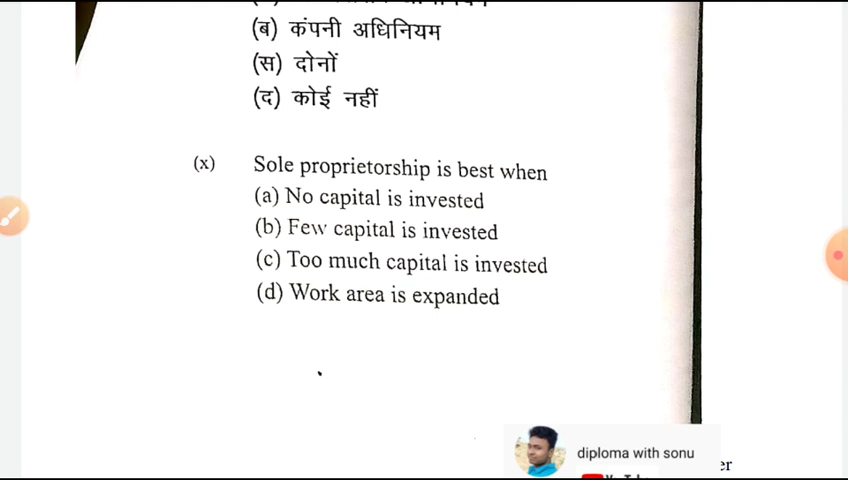 (ब) कंपनी अधिनियम
(स) दोनों
(द) कोई नहीं
(x) Sole proprietorship is best when
(a) No capital is invested
(b) Few capital is invested
(c) Too much capital is invested
(d) Work area is expanded
diploma with sonu
er